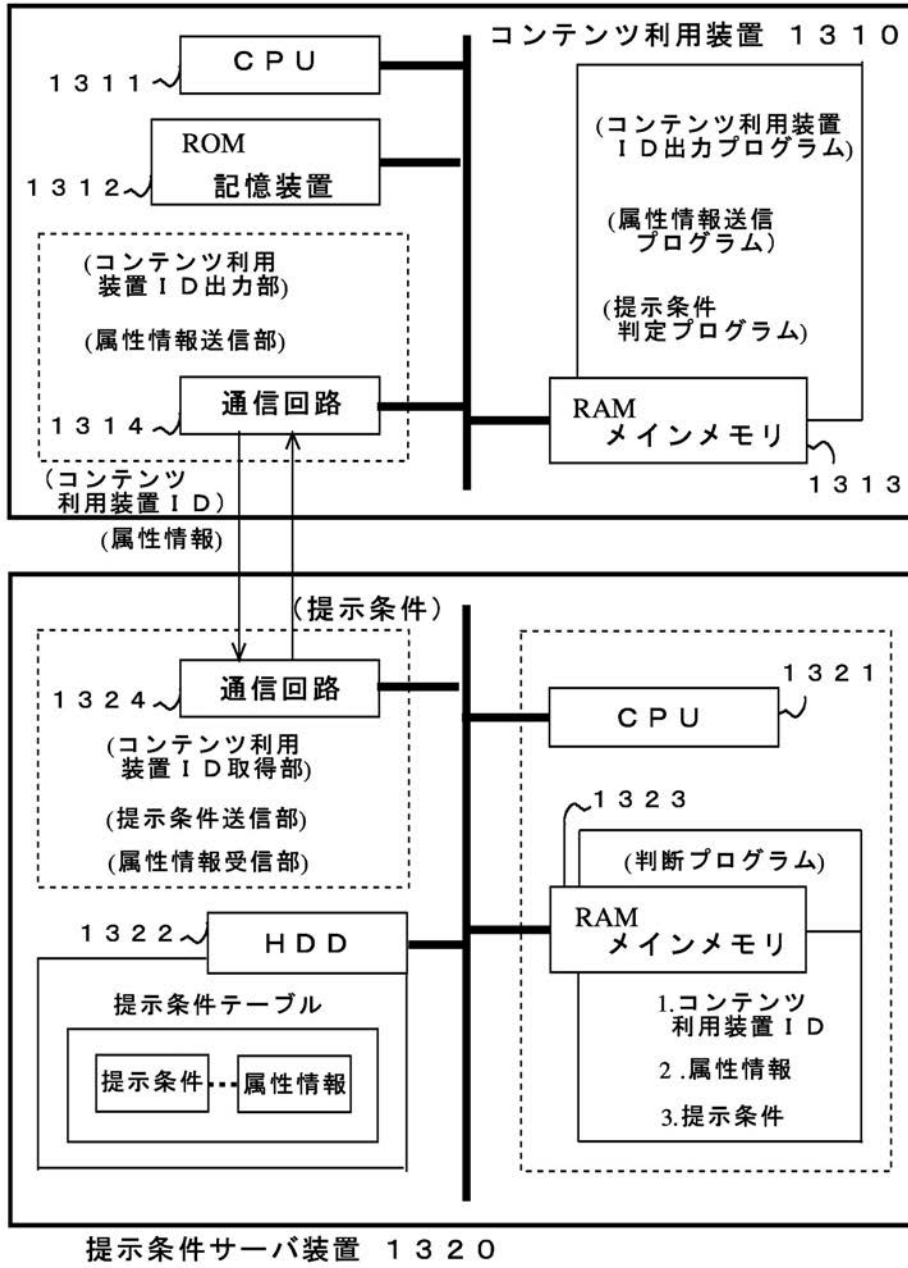 コンテンツ利用装置 １３１０
ＣＰＵ
１３１１
ROM
記憶装置
１３１２
(コンテンツ利用装置
ＩＤ出力プログラム)
(属性情報送信
プログラム）
(提示条件
判定プログラム)
(コンテンツ利用
装置ＩＤ出力部)
(属性情報送信部)
通信回路
１３１４
RAM
メインメモリ
１３１３
（コンテンツ
利用装置ＩＤ）
(属性情報)
（提示条件）
通信回路
１３２４
(コンテンツ利用
装置ＩＤ取得部)
(提示条件送信部)
(属性情報受信部)
１３２１
ＣＰＵ
１３２３
(判断プログラム)
RAM
メインメモリ
1.コンテンツ
利用装置ＩＤ
2 .属性情報
3.提示条件
１３２２
ＨＤＤ
提示条件テーブル
提示条件
属性情報
提示条件サーバ装置 １３２０